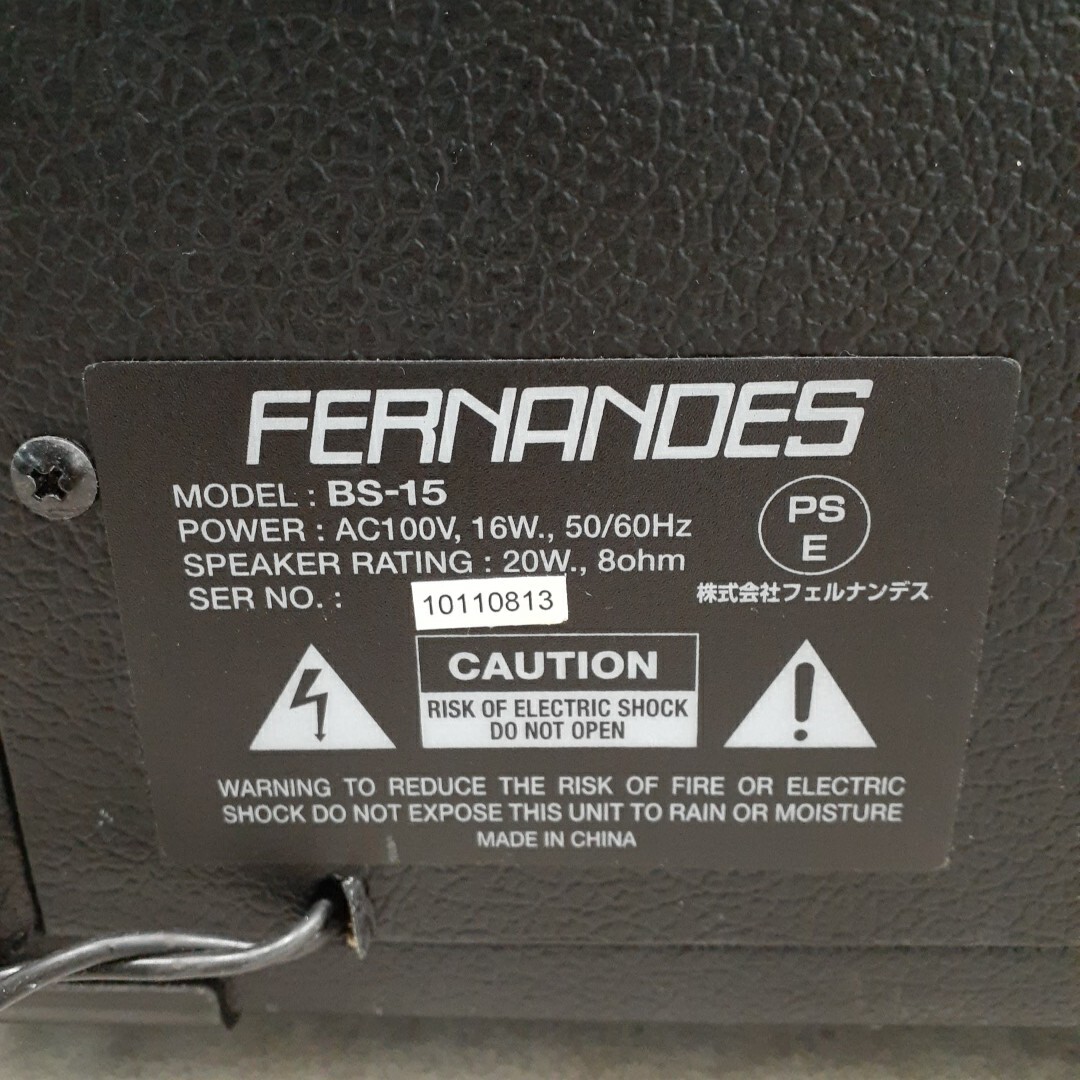 FERNANDES
MODEL : BS-15
POWER : AC100V, 16W., 50/60Hz
SPEAKER RATING : 20W., 8ohm
SER NO. : 10110813
PS
E
株式会社フェルナンデス
CAUTION
RISK OF ELECTRIC SHOCK
DO NOT OPEN
WARNING TO REDUCE THE RISK OF FIRE OR ELECTRIC
SHOCK DO NOT EXPOSE THIS UNIT TO RAIN OR MOISTURE
MADE IN CHINA